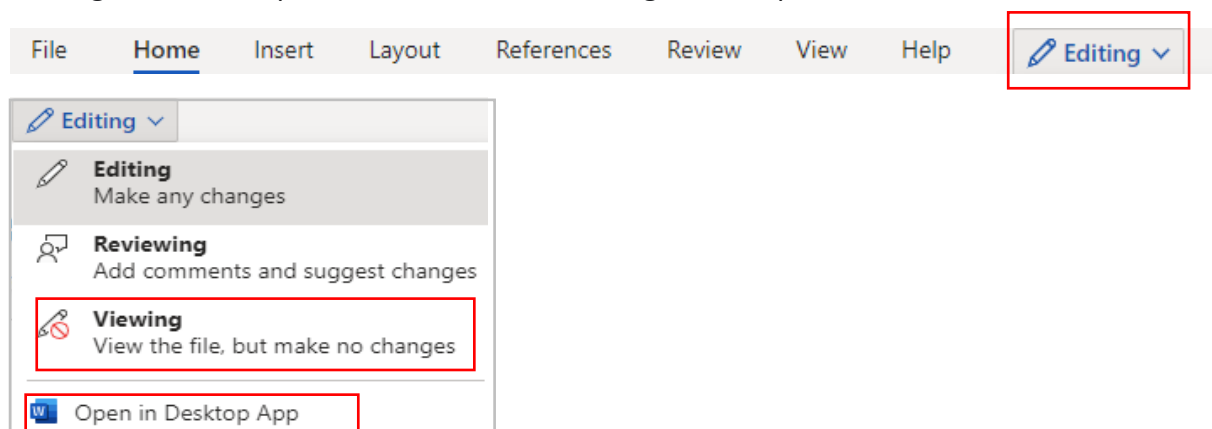 File Home Insert Layout References Review View Help Editing
Editing
Editing
Make any changes
Reviewing
Add comments and suggest changes
Viewing
View the file, but make no changes
W Open in Desktop App